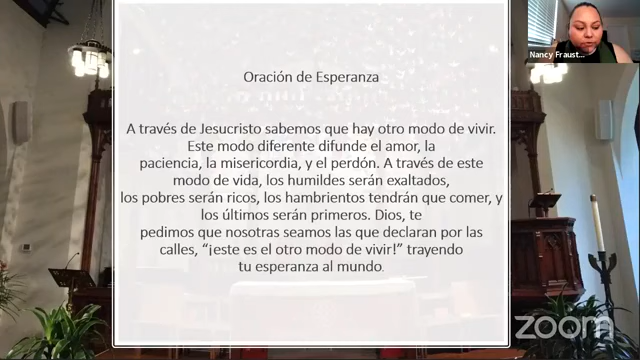 Nancy Fraust...
Oración de Esperanza
A través de Jesucristo sabemos que hay otro modo de vivir.
Este modo diferente difunde el amor, la
paciencia, la misericordia, y el perdón. A través de este
modo de vida, los humildes serán exaltados,
los pobres serán ricos, los hambrientos tendrán que comer, y
los últimos serán primeros. Dios, te
pedimos que nosotras seamos las que declaran por las
calles, “¡este es el otro modo de vivir!” trayendo
tu esperanza al mundo.
zoom